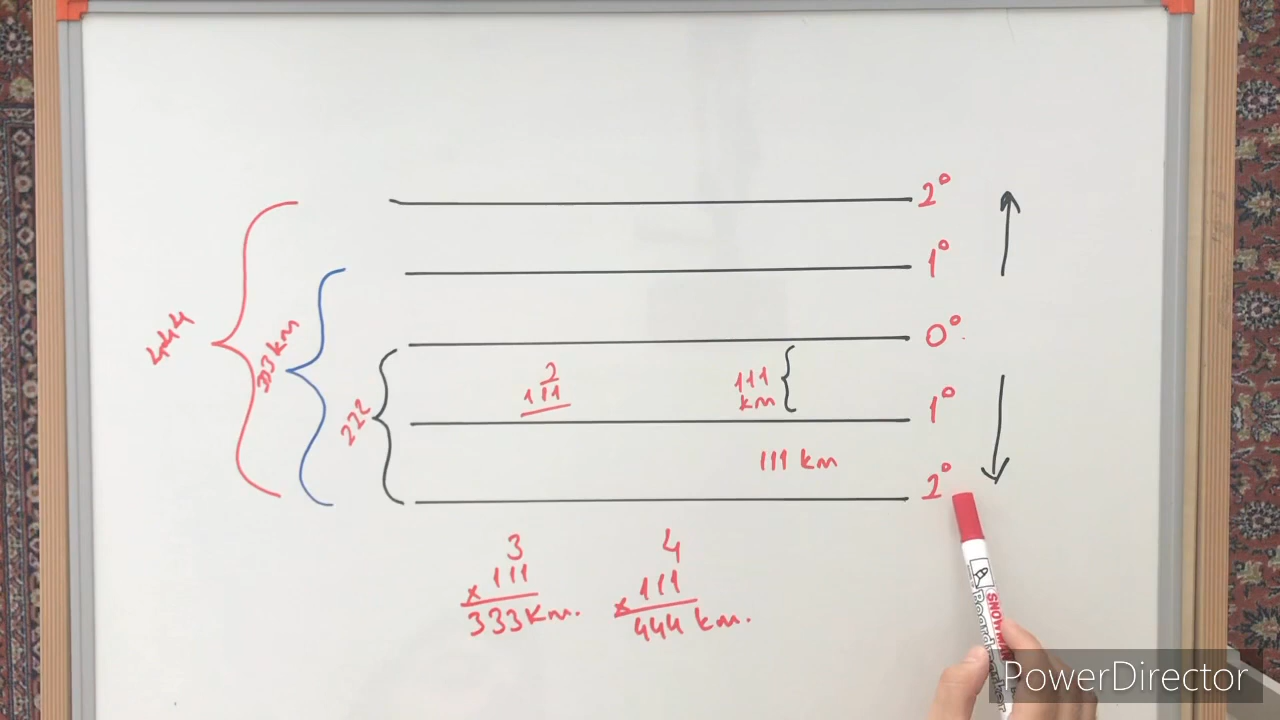 2°
1°
0°
1°
2°
444
333 km
222
2
111
111
km
111 km
3
x 111
333 km.
4
x 111
444 km.
SNOWMAN
PowerDirector